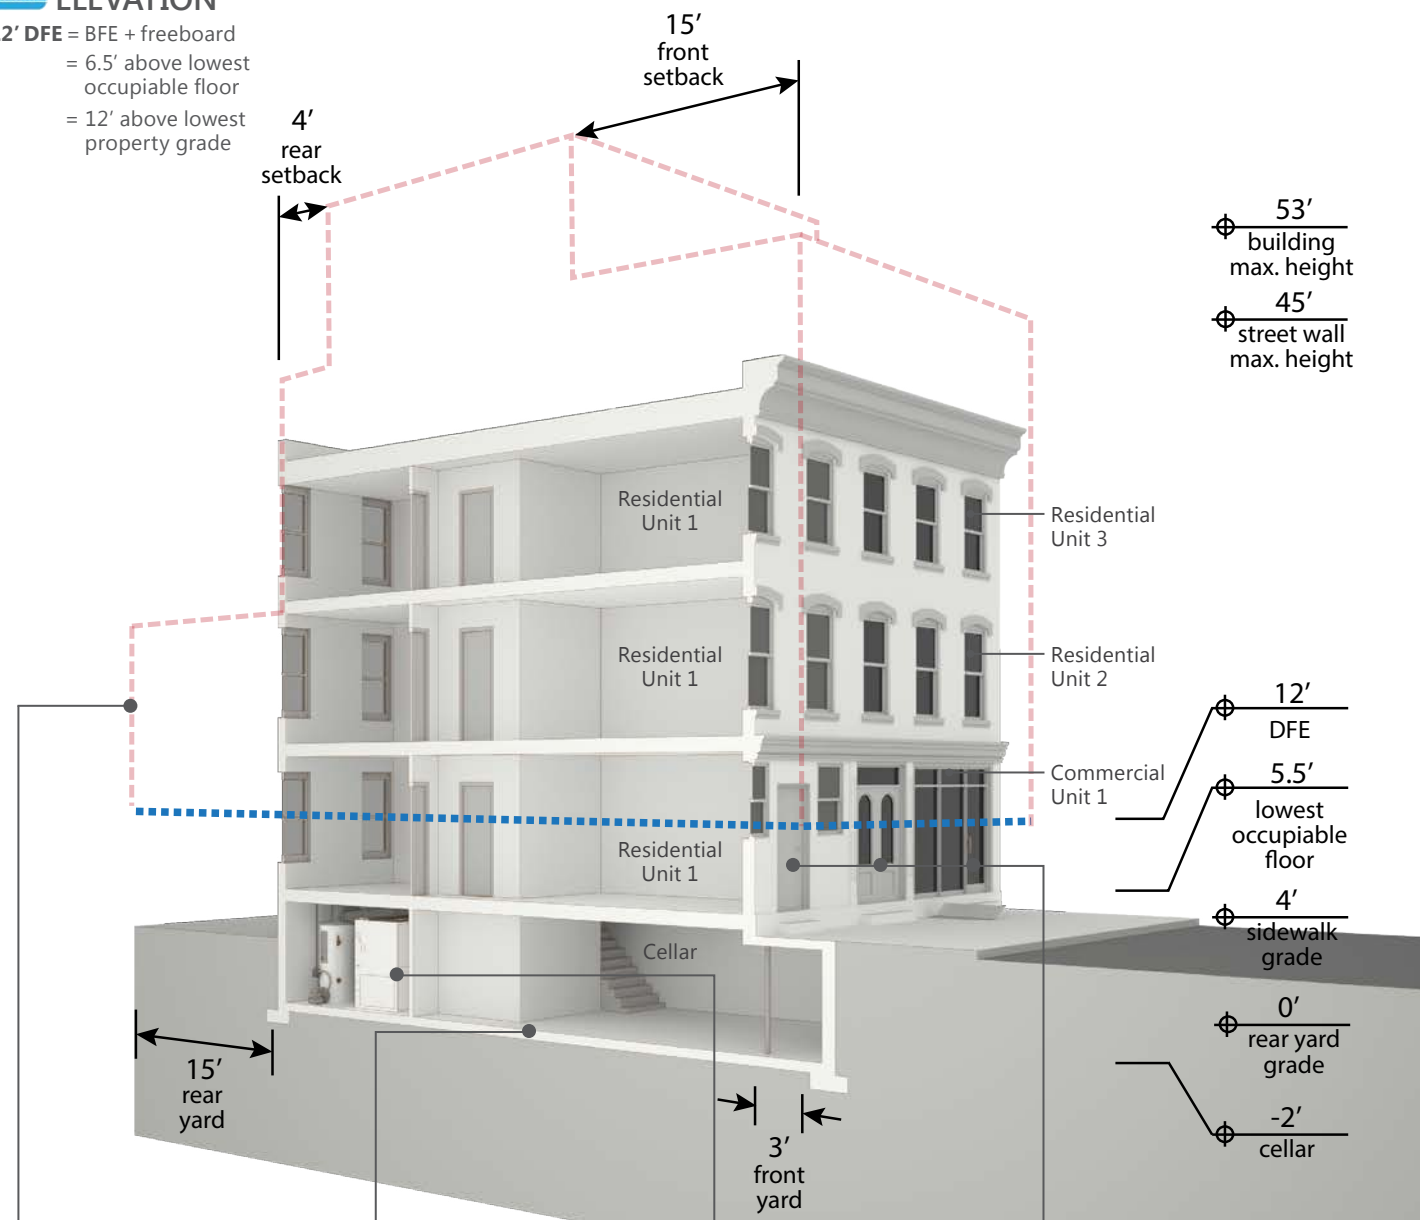 ELEVATION
2' DFE = BFE + freeboard
= 6.5' above lowest
occupiable floor
= 12' above lowest
property grade
4'
rear
setback
15'
front
setback
53'
building
max. height
45'
street wall
max. height
Residential
Unit 1
Residential
Unit 3
Residential
Unit 1
Residential
Unit 2
12'
DFE
Commercial
Unit 1
5.5'
lowest
occupiable
floor
Residential
Unit 1
4'
sidewalk
grade
Cellar
0'
rear yard
grade
15'
rear
yard
-2'
cellar
3'
front
yard